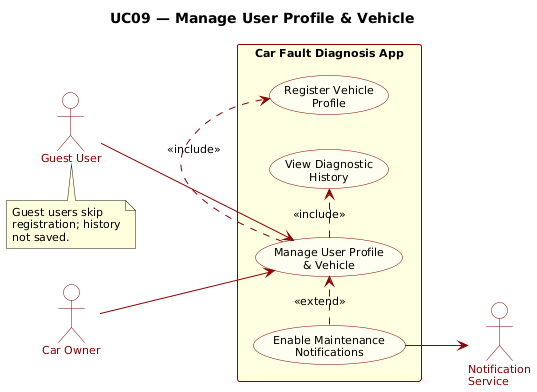 UC09 — Manage User Profile & Vehicle
Car Fault Diagnosis App
Register Vehicle
Profile
«include»
Guest User
View Diagnostic
History
Guest users skip
registration; history
not saved.
«include»
Manage User Profile
& Vehicle
«extend»
Car Owner
Enable Maintenance
Notifications
Notification
Service